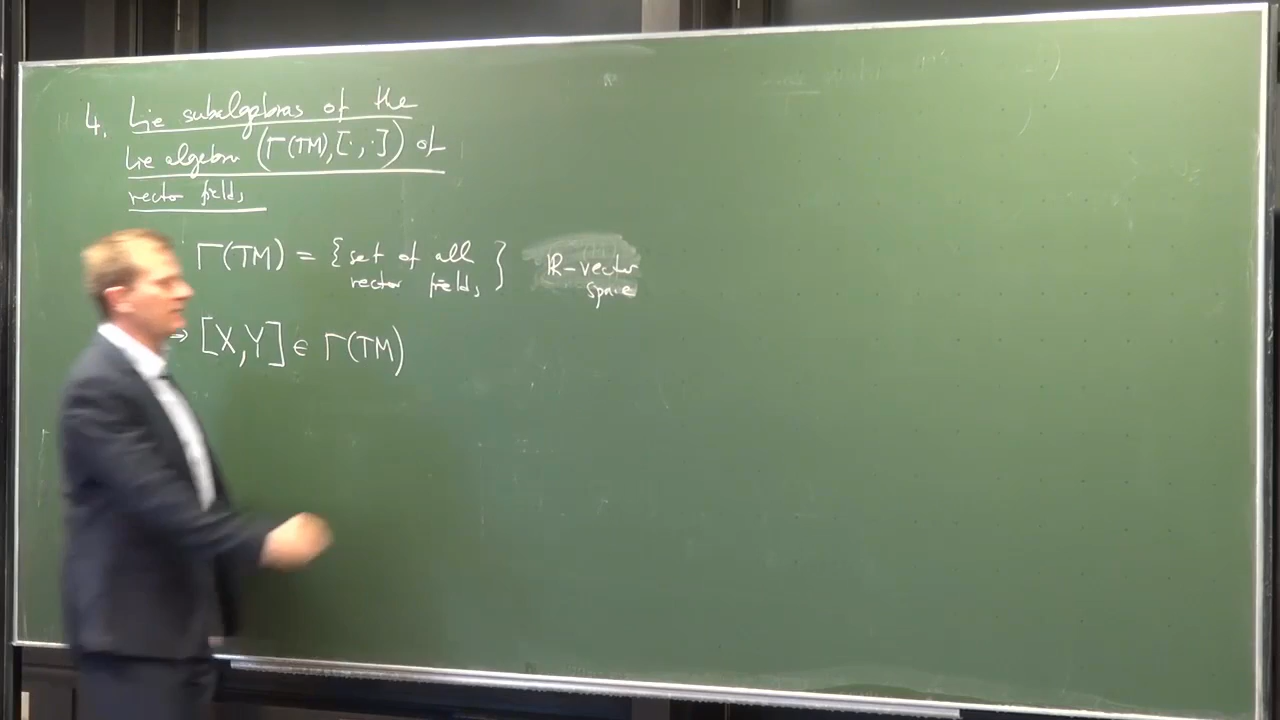 4. Lie subalgebras of the
Lie algebra (Γ(TM), [·,·]) of
vector fields
Γ(TM) = { set of all vector fields }
ℝ-vector space
⇒ [X,Y] ∈ Γ(TM)